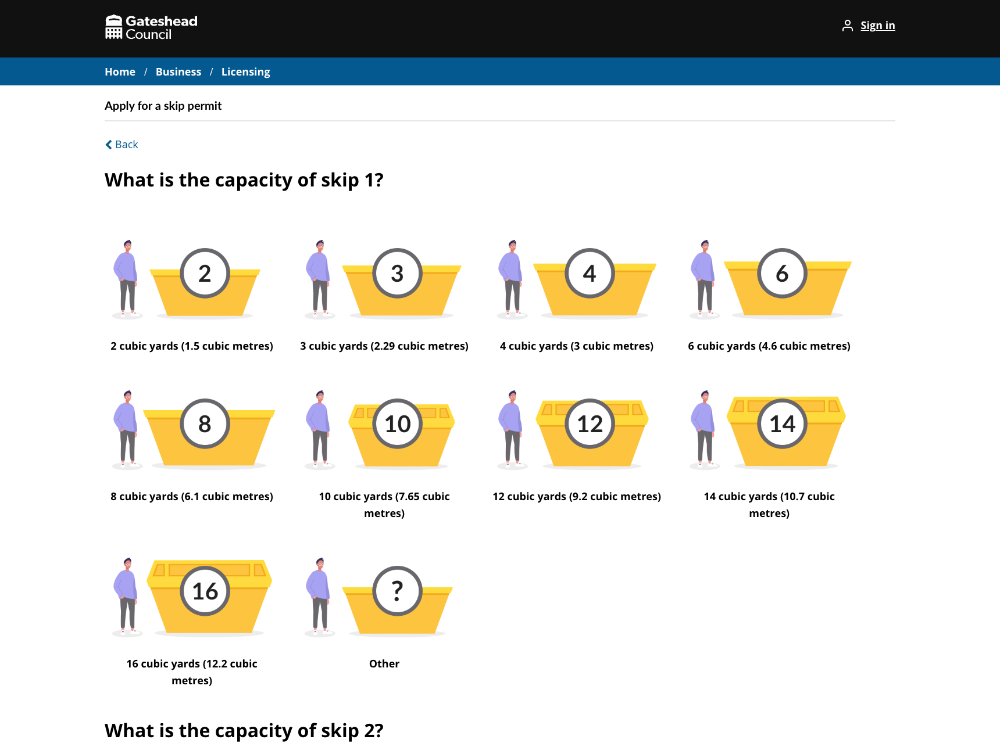 Gateshead
Council
Sign in
Home / Business / Licensing
Apply for a skip permit
Back
What is the capacity of skip 1?
2
3
4
6
2 cubic yards (1.5 cubic metres)
3 cubic yards (2.29 cubic metres)
4 cubic yards (3 cubic metres)
6 cubic yards (4.6 cubic metres)
8
10
12
14
8 cubic yards (6.1 cubic metres)
10 cubic yards (7.65 cubic
metres)
12 cubic yards (9.2 cubic metres)
14 cubic yards (10.7 cubic
metres)
16
?
16 cubic yards (12.2 cubic
metres)
Other
What is the capacity of skip 2?